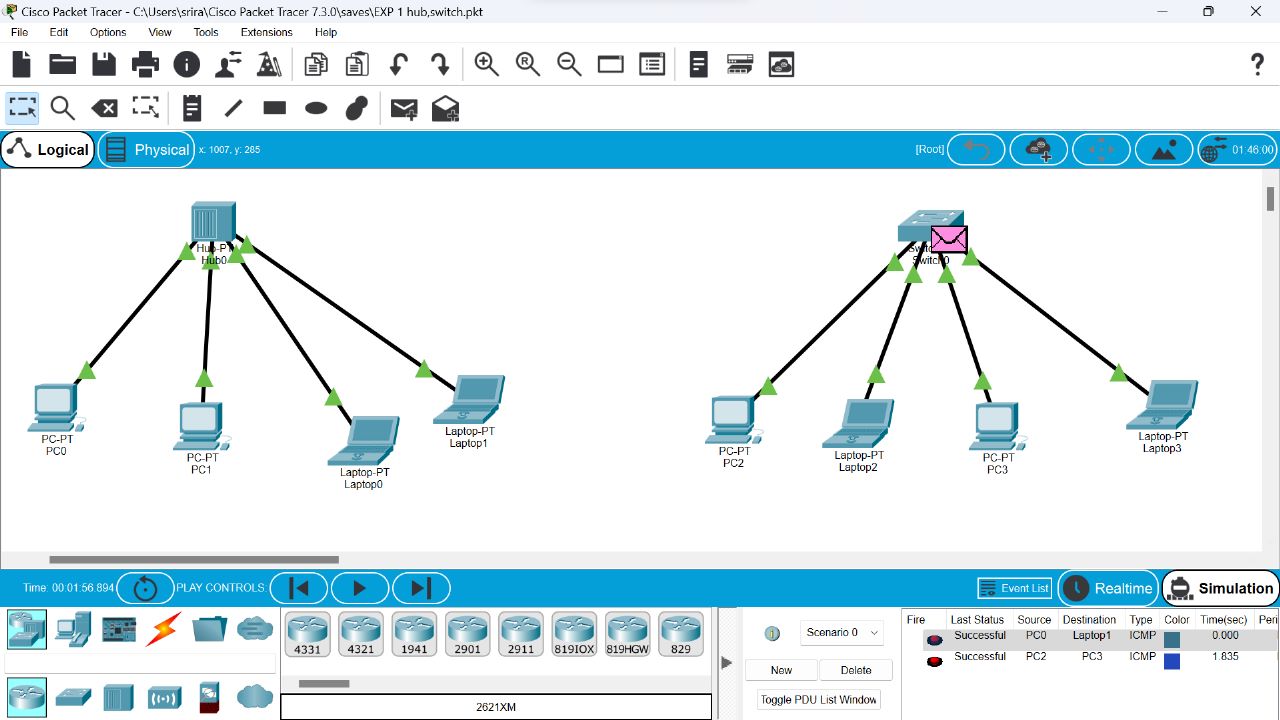 Cisco Packet Tracer - C:\Users\srira\Cisco Packet Tracer 7.3.0\saves\EXP 1 hub,switch.pkt
File Edit Options View Tools Extensions Help
Logical Physical x: 1007, y: 285 [Root] 01:46:00
Hub-PT
Hub0
Switch0
PC-PT
PC0
PC-PT
PC1
Laptop-PT
Laptop0
Laptop-PT
Laptop1
PC-PT
PC2
Laptop-PT
Laptop2
PC-PT
PC3
Laptop-PT
Laptop3
Time: 00:01:56.894 PLAY CONTROLS: Event List Realtime Simulation
4331 4321 1941 2901 2911 819IOX 819HGW 829
2621XM
Scenario 0
New Delete
Toggle PDU List Window
Fire Last Status Source Destination Type Color Time(sec) Peri
Successful PC0 Laptop1 ICMP 0.000
Successful PC2 PC3 ICMP 1.835